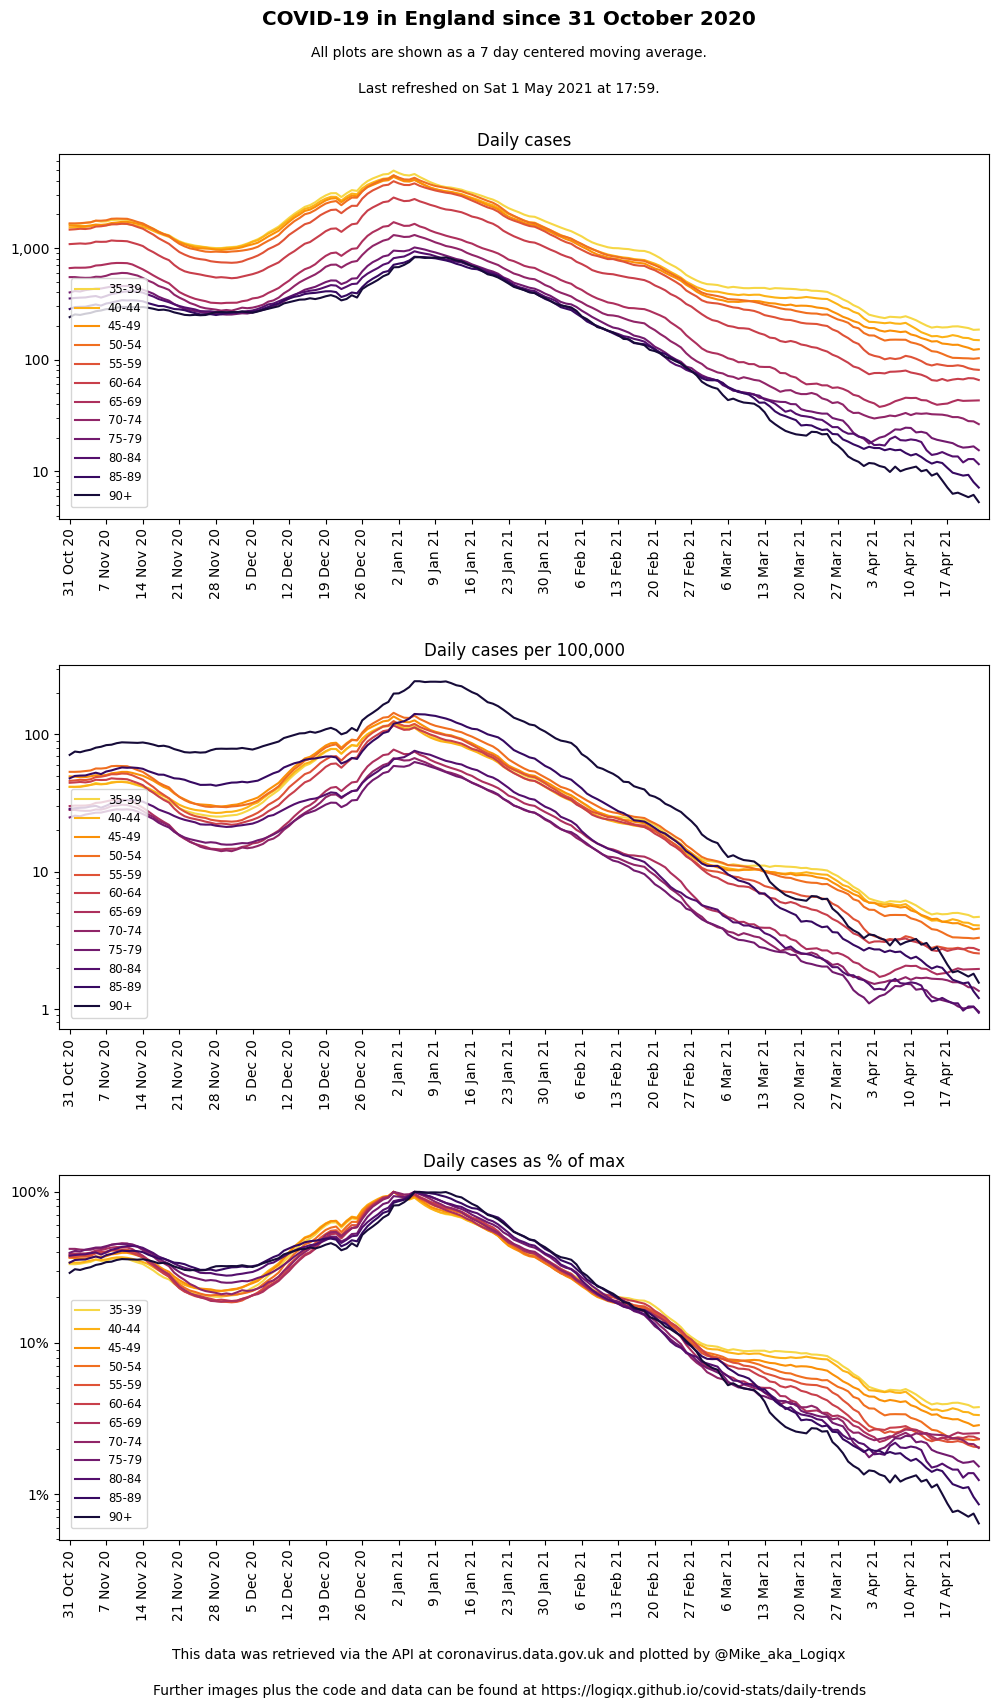 COVID-19 in England since 31 October 2020
All plots are shown as a 7 day centered moving average.
Last refreshed on Sat 1 May 2021 at 17:59.
Daily cases
1,000
100
10
35-39
40-44
45-49
50-54
55-59
60-64
65-69
70-74
75-79
80-84
85-89
90+
31 Oct 20
7 Nov 20
14 Nov 20
21 Nov 20
28 Nov 20
5 Dec 20
12 Dec 20
19 Dec 20
26 Dec 20
2 Jan 21
9 Jan 21
16 Jan 21
23 Jan 21
30 Jan 21
6 Feb 21
13 Feb 21
20 Feb 21
27 Feb 21
6 Mar 21
13 Mar 21
20 Mar 21
27 Mar 21
3 Apr 21
10 Apr 21
17 Apr 21
Daily cases per 100,000
100
10
1
35-39
40-44
45-49
50-54
55-59
60-64
65-69
70-74
75-79
80-84
85-89
90+
31 Oct 20
7 Nov 20
14 Nov 20
21 Nov 20
28 Nov 20
5 Dec 20
12 Dec 20
19 Dec 20
26 Dec 20
2 Jan 21
9 Jan 21
16 Jan 21
23 Jan 21
30 Jan 21
6 Feb 21
13 Feb 21
20 Feb 21
27 Feb 21
6 Mar 21
13 Mar 21
20 Mar 21
27 Mar 21
3 Apr 21
10 Apr 21
17 Apr 21
Daily cases as % of max
100%
10%
1%
35-39
40-44
45-49
50-54
55-59
60-64
65-69
70-74
75-79
80-84
85-89
90+
31 Oct 20
7 Nov 20
14 Nov 20
21 Nov 20
28 Nov 20
5 Dec 20
12 Dec 20
19 Dec 20
26 Dec 20
2 Jan 21
9 Jan 21
16 Jan 21
23 Jan 21
30 Jan 21
6 Feb 21
13 Feb 21
20 Feb 21
27 Feb 21
6 Mar 21
13 Mar 21
20 Mar 21
27 Mar 21
3 Apr 21
10 Apr 21
17 Apr 21
This data was retrieved via the API at coronavirus.data.gov.uk and plotted by @Mike_aka_Logiqx
Further images plus the code and data can be found at https://logiqx.github.io/covid-stats/daily-trends